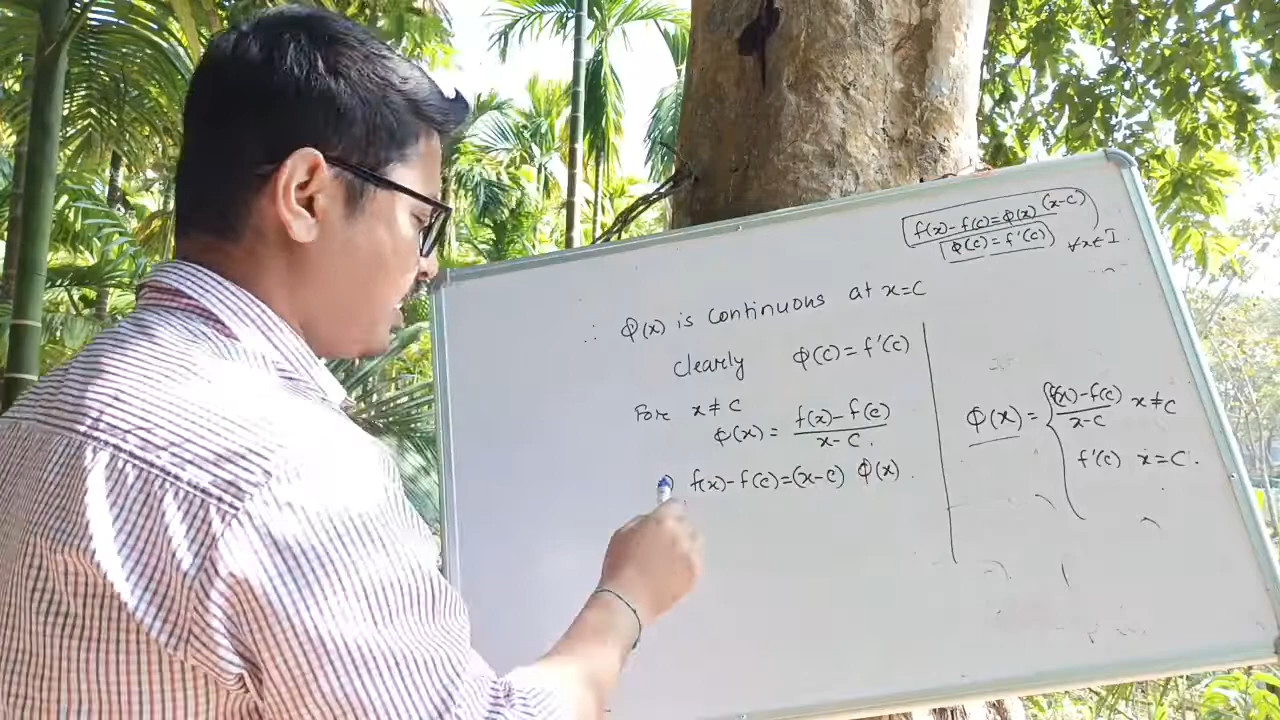 f(x)-f(c)=Φ(x)(x-c)
Φ(c)=f'(c) ∀x∈I.
∴ Φ(x) is continuous at x=c
clearly Φ(c)=f'(c)
For x≠c
Φ(x)= f(x)-f(c)/x-c.
f(x)-f(c)=(x-c) Φ(x).
Φ(x)={f(x)-f(c)/x-c x≠c
f'(c) x=c.